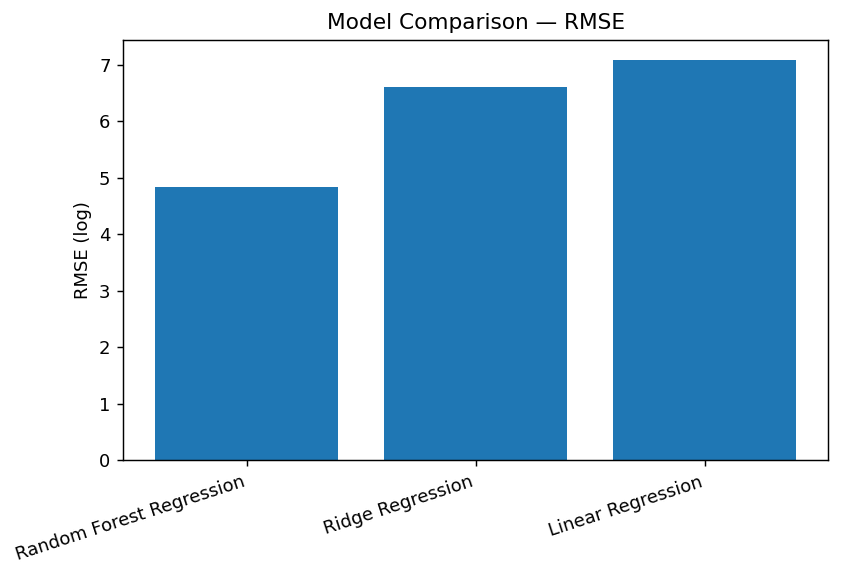 Model Comparison — RMSE
RMSE (log)
7
6
5
4
3
2
1
0
Random Forest Regression
Ridge Regression
Linear Regression